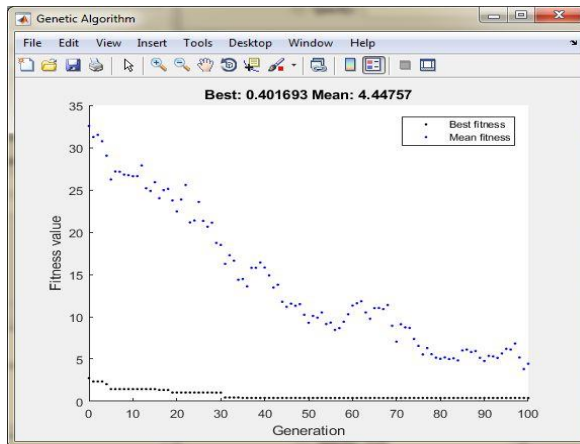 Genetic Algorithm
File Edit View Insert Tools Desktop Window Help
Best: 0.401693 Mean: 4.44757
Best fitness
Mean fitness
35
30
25
20
15
10
5
0
Fitness value
0 10 20 30 40 50 60 70 80 90 100
Generation